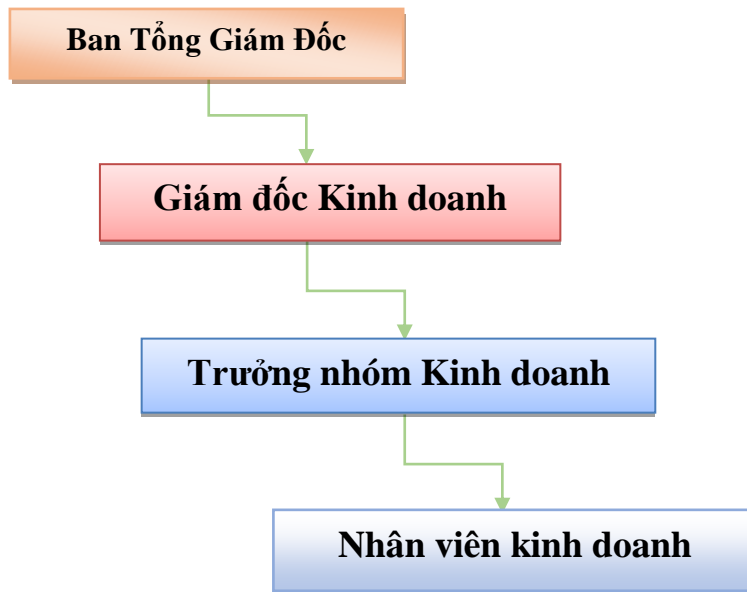 Ban Tổng Giám Đốc
Giám đốc Kinh doanh
Trưởng nhóm Kinh doanh
Nhân viên kinh doanh